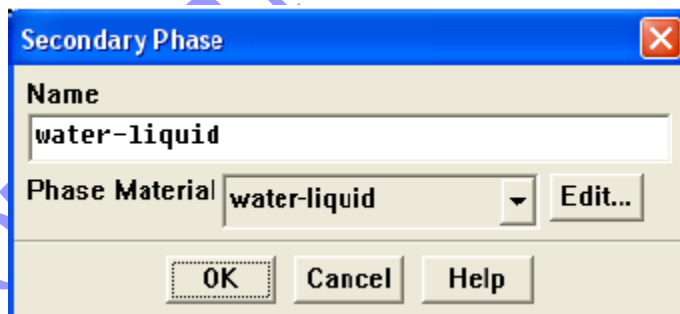 Secondary Phase
Name
water-liquid
Phase Material water-liquid Edit...
OK Cancel Help